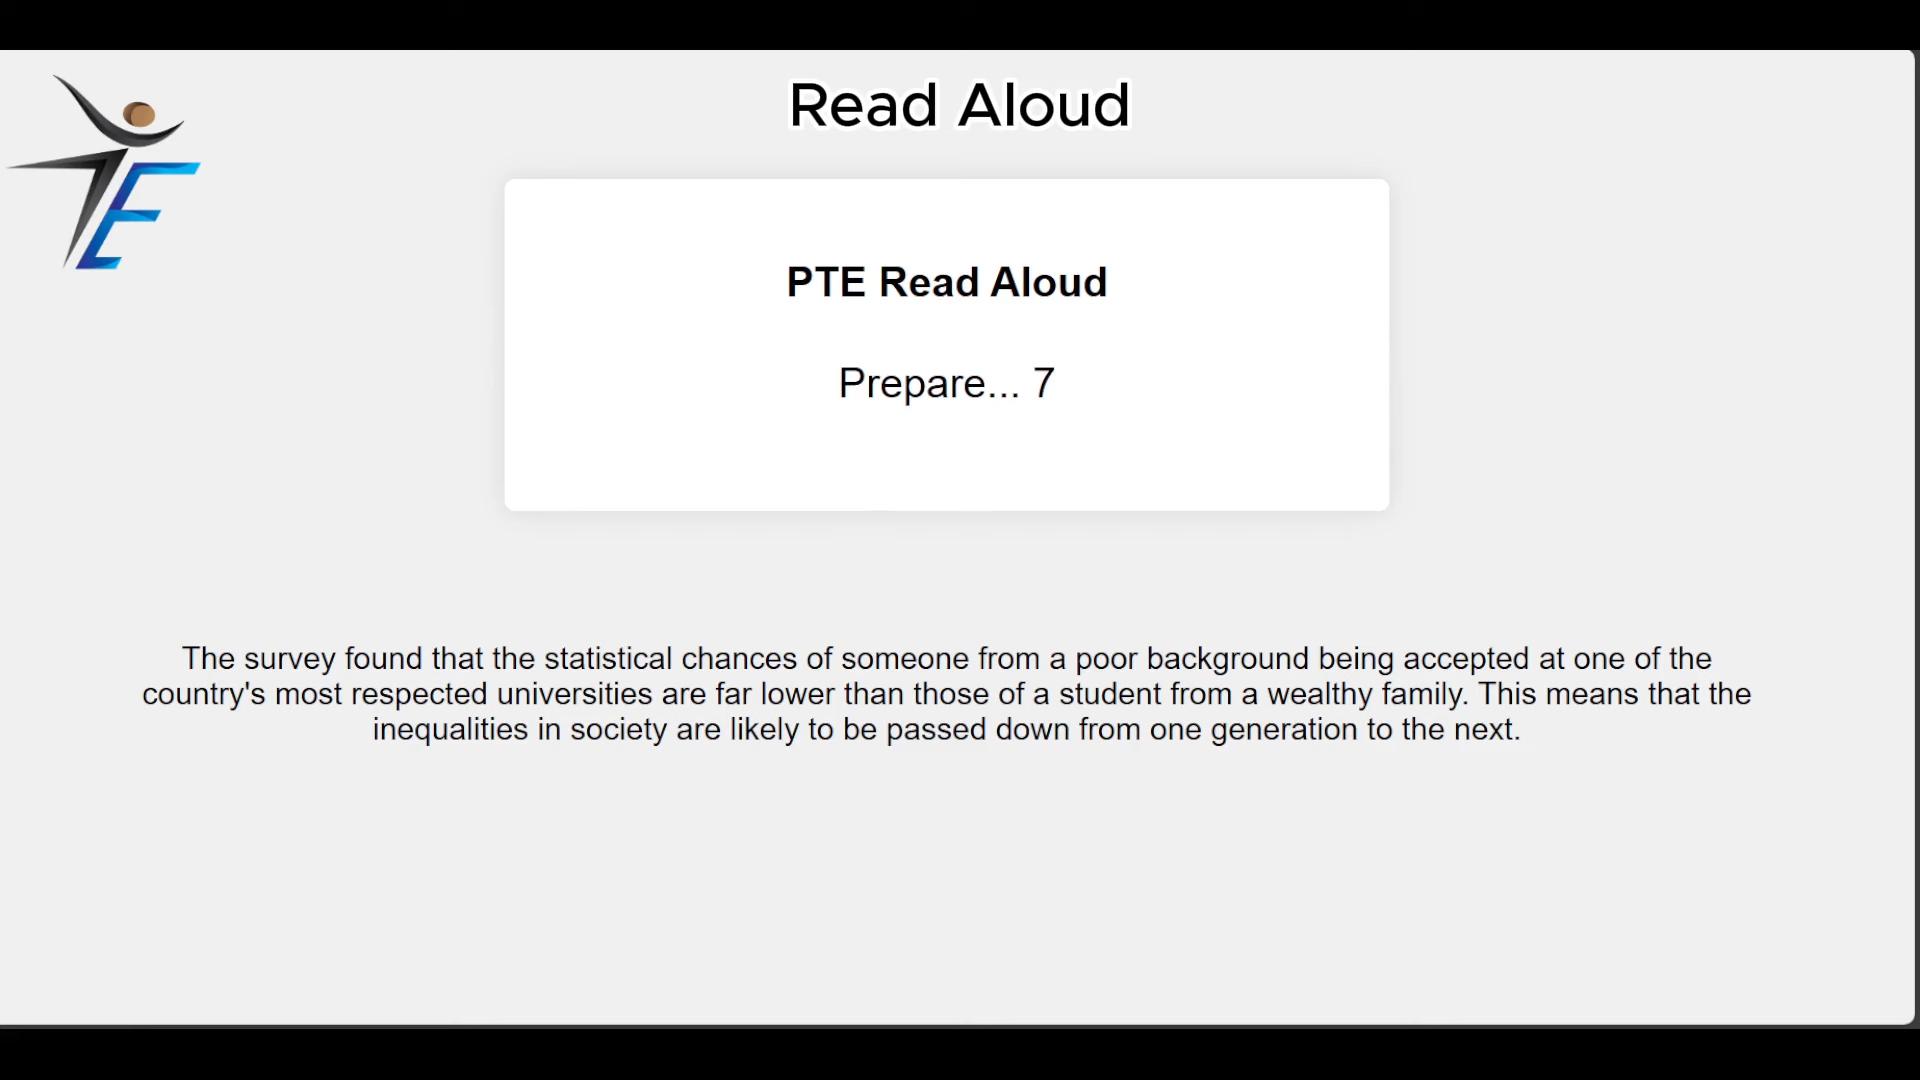 Read Aloud
PTE Read Aloud
Prepare... 7
The survey found that the statistical chances of someone from a poor background being accepted at one of the
country's most respected universities are far lower than those of a student from a wealthy family. This means that the
inequalities in society are likely to be passed down from one generation to the next.